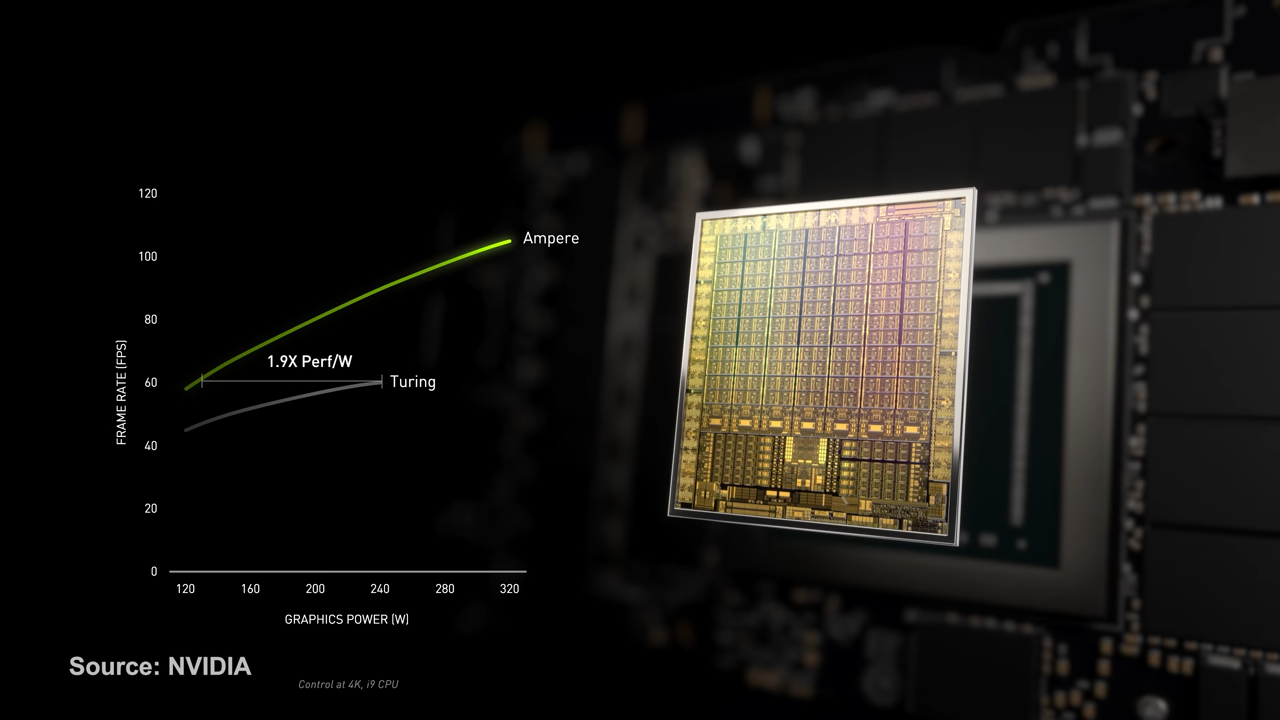 120
100
80
60
40
20
0
FRAME RATE (FPS)
Ampere
1.9X Perf/W
Turing
120 160 200 240 280 320
GRAPHICS POWER (W)
Source: NVIDIA
Control at 4K, i9 CPU